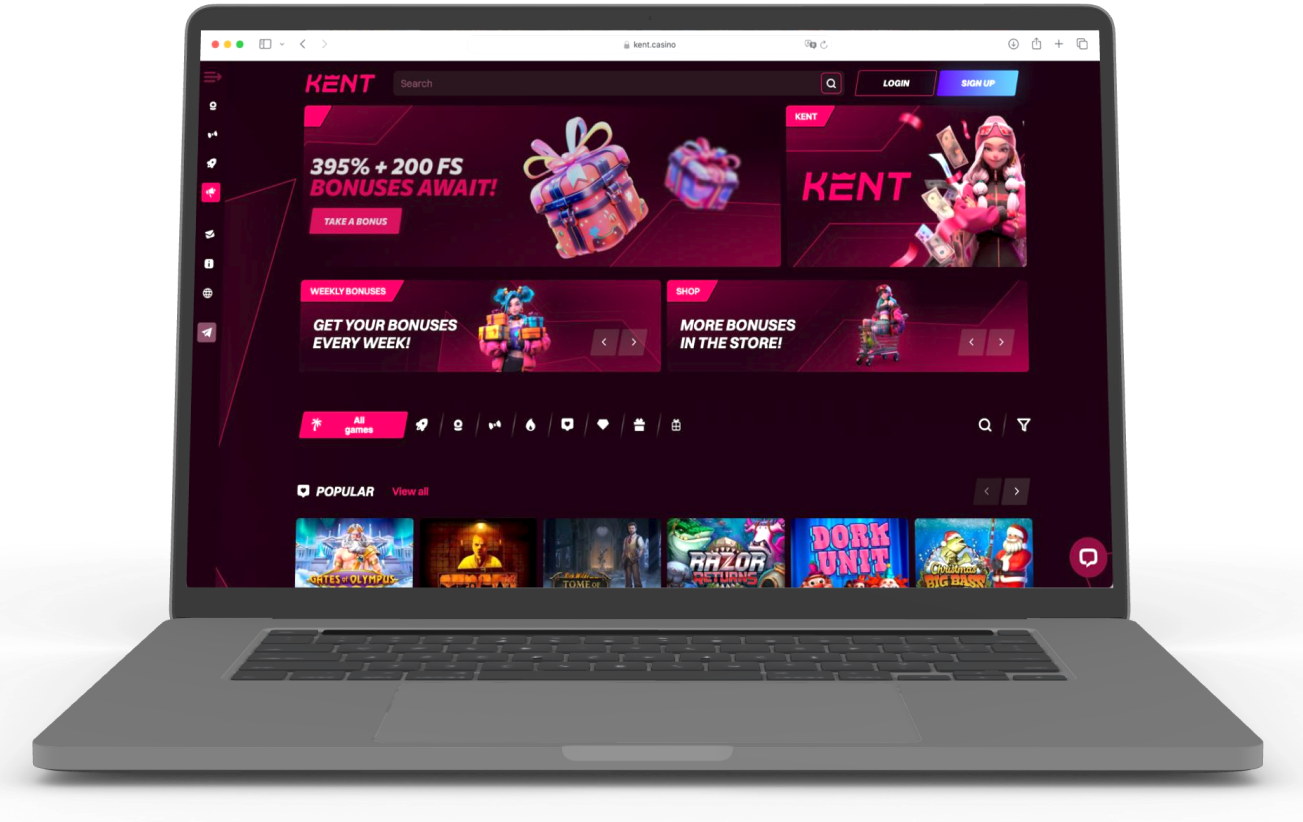 kent.casino
KENT
Search
LOGIN
SIGN UP
395% + 200 FS
BONUSES AWAIT!
TAKE A BONUS
KENT
KENT
WEEKLY BONUSES
GET YOUR BONUSES
EVERY WEEK!
SHOP
MORE BONUSES
IN THE STORE!
All
games
POPULAR
View all
GATES of OLYMPUS
TOME OF
RAZOR
RETURNS
DORK
UNIT
Christmas
BIG BASS